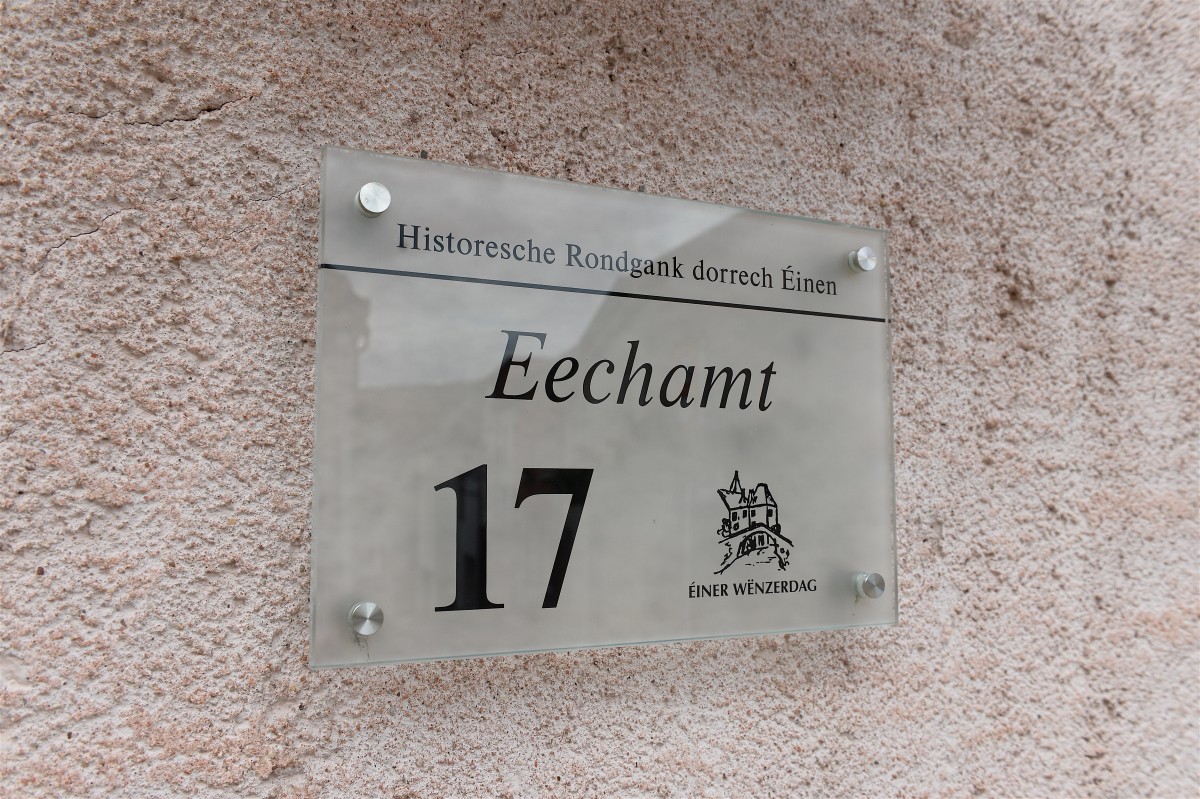 Historesche Rondgank dorrech Éinen
Eechamt
17
ÉINER WËNZERDAG